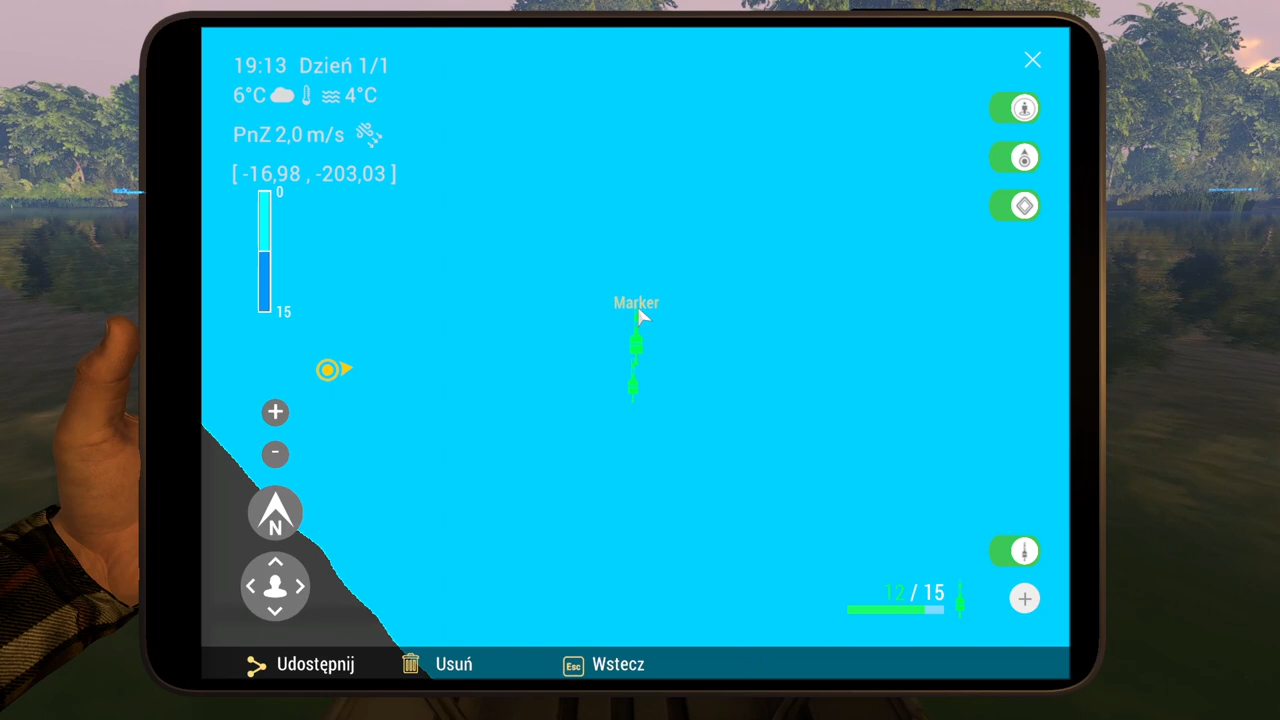 19:13 Dzień 1/1
6°C 4°C
PnZ 2,0 m/s
[ -16,98 , -203,03 ]
0
15
Marker
+
-
N
12 / 15
+
Udostępnij Usuń Esc Wstecz